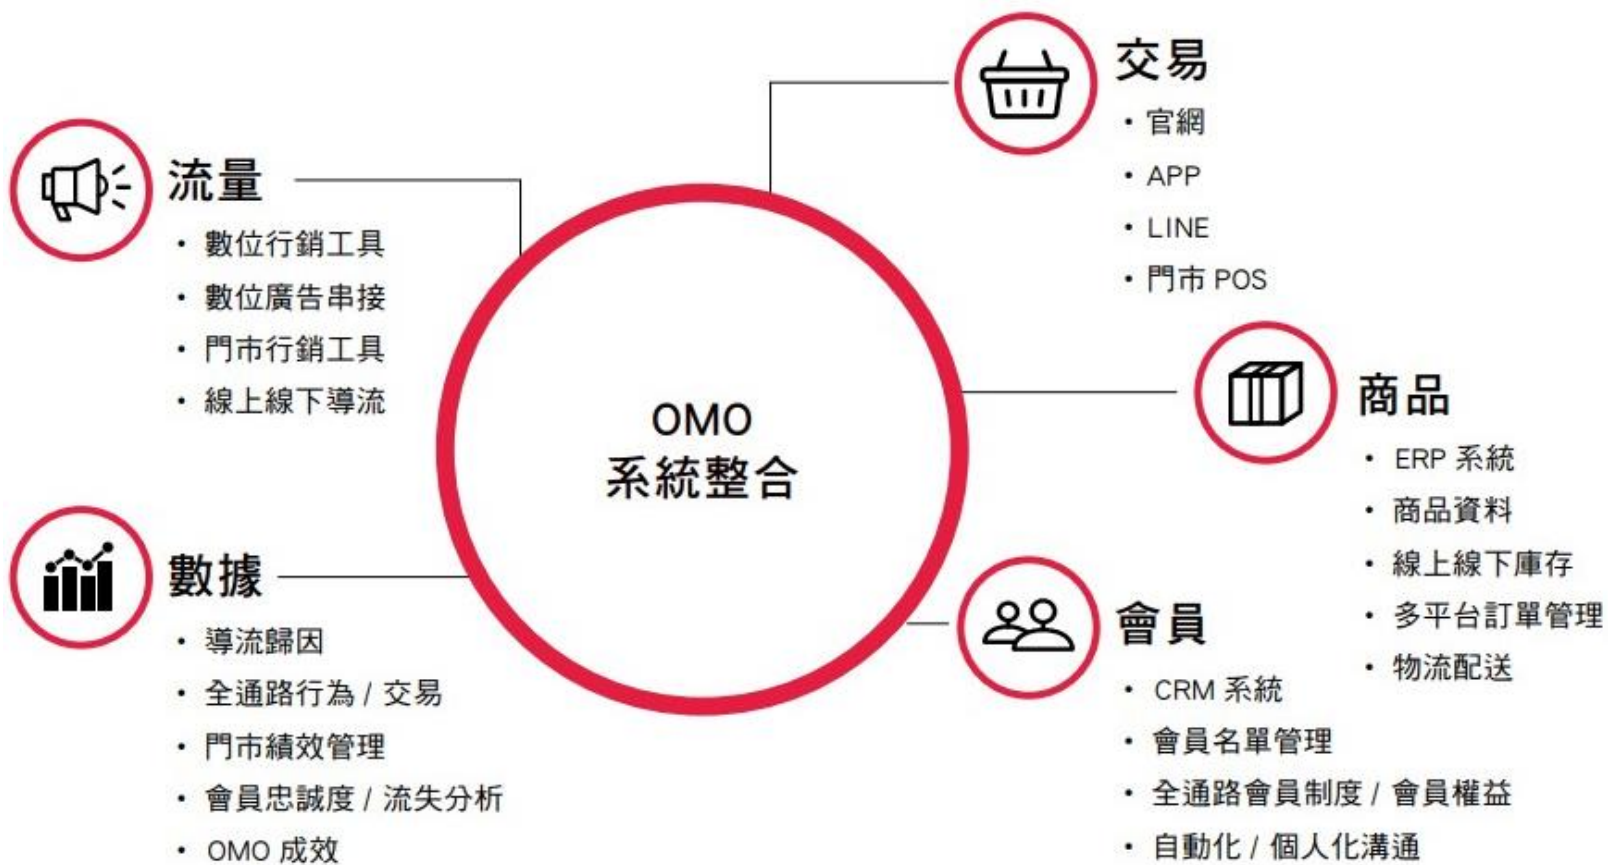 流量
・數位行銷工具
・數位廣告串接
・門市行銷工具
・線上線下導流
數據
・導流歸因
・全通路行為 / 交易
・門市績效管理
・會員忠誠度 / 流失分析
・OMO 成效
OMO
系統整合
交易
・官網
・APP
・LINE
・門市 POS
商品
・ERP 系統
・商品資料
・線上線下庫存
・多平台訂單管理
・物流配送
會員
・CRM 系統
・會員名單管理
・全通路會員制度 / 會員權益
・自動化 / 個人化溝通